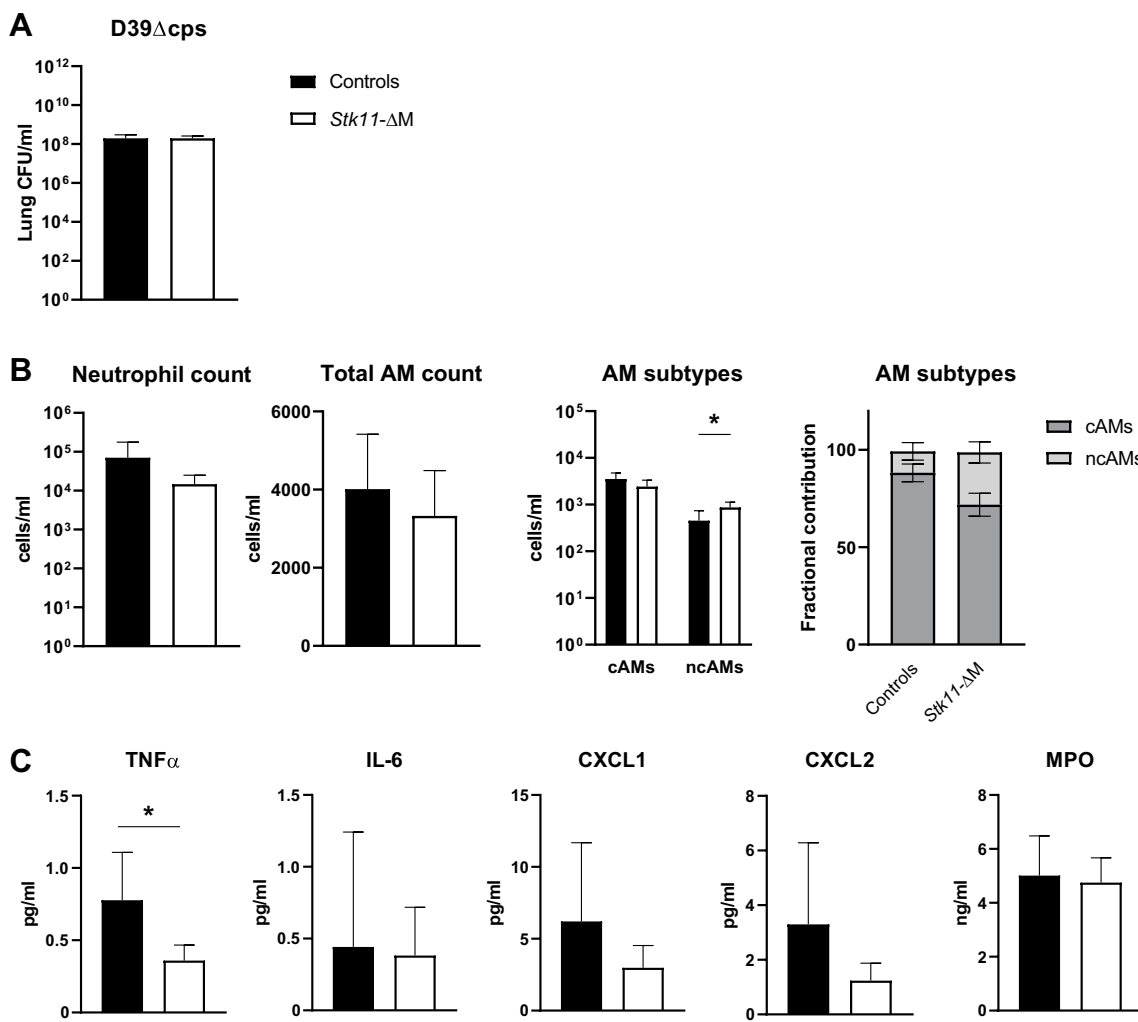 A
D39Δcps
Lung CFU/ml
10¹²
10¹⁰
10⁸
10⁶
10⁴
10²
10⁰
Controls
Stk11-ΔM
B
Neutrophil count
cells/ml
10⁶
10⁵
10⁴
10³
10²
10¹
10⁰
Total AM count
6000
4000
2000
0
AM subtypes
cells/ml
10⁵
10⁴
10³
10²
10¹
10⁰
*
cAMs ncAMs
AM subtypes
Fractional contribution
100
50
0
Controls
Stk11-ΔM
cAMs
ncAMs
C
TNFα
pg/ml
1.5
1.0
0.5
0
*
IL-6
pg/ml
1.5
1.0
0.5
0
CXCL1
pg/ml
15
10
5
0
CXCL2
pg/ml
8
6
4
2
0
MPO
ng/ml
8
6
4
2
0